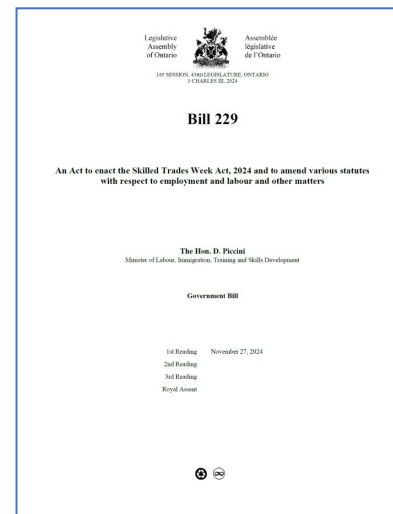 Legislative
Assembly
of Ontario
Assemblée
législative
de l'Ontario
1ST SESSION, 43RD LEGISLATURE, ONTARIO
3 CHARLES III, 2024
Bill 229
An Act to enact the Skilled Trades Week Act, 2024 and to amend various statutes
with respect to employment and labour and other matters
The Hon. D. Piccini
Minister of Labour, Immigration, Training and Skills Development
Government Bill
1st Reading November 27, 2024
2nd Reading
3rd Reading
Royal Assent